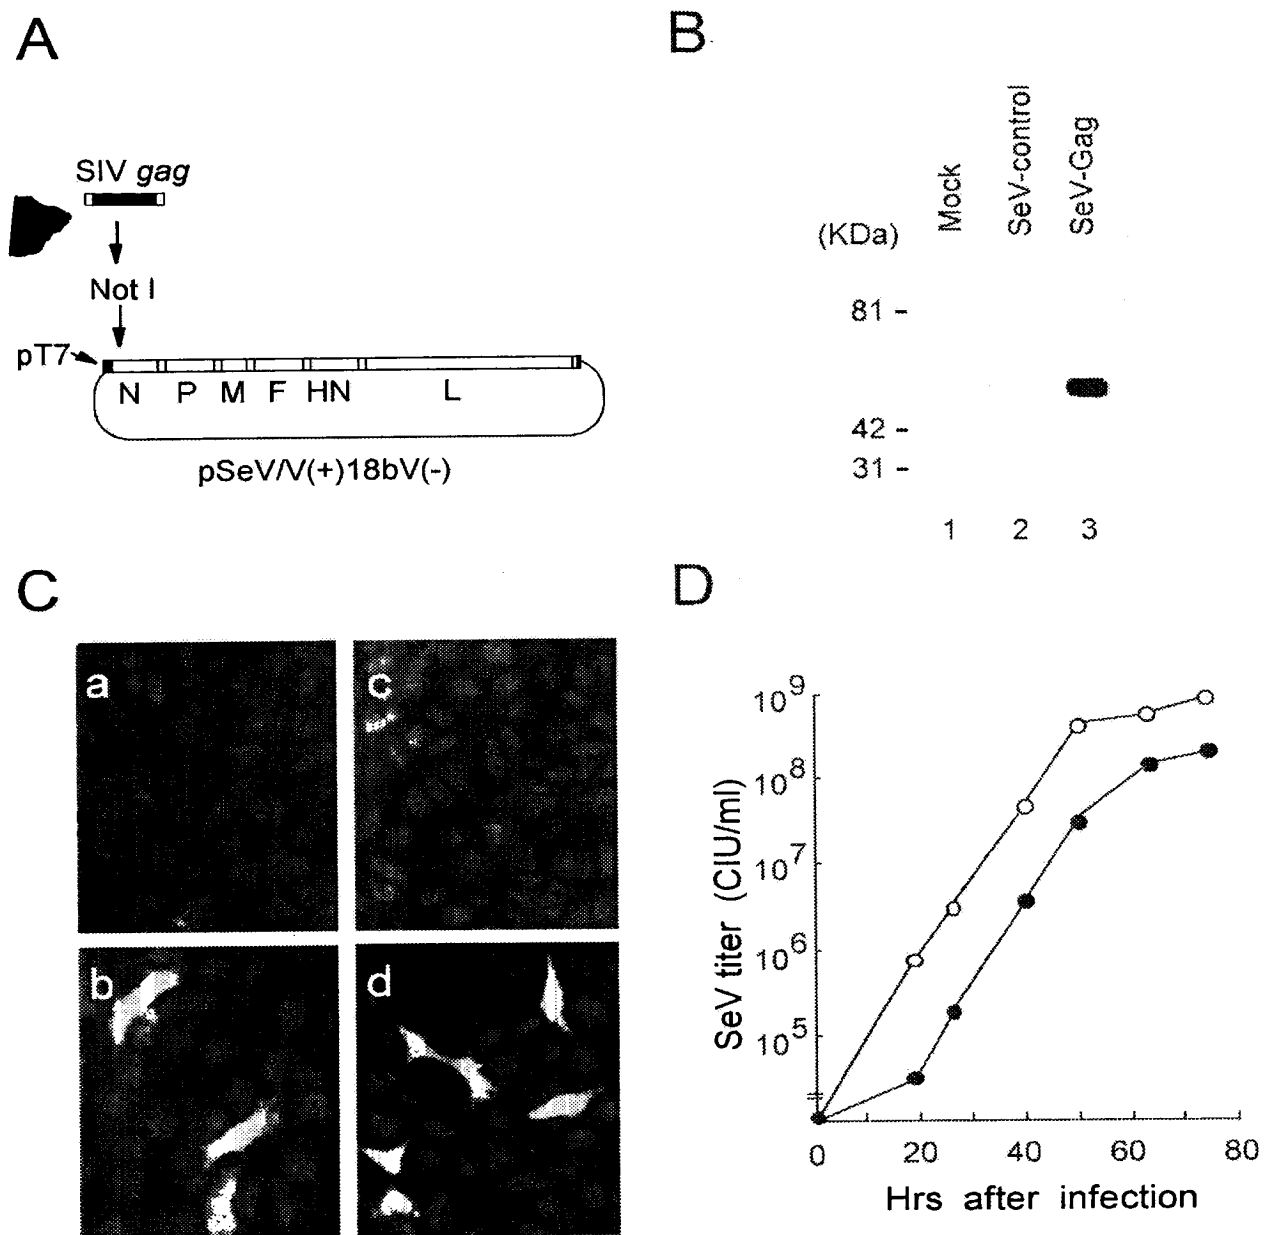 A
SIV gag
Not I
pT7
N P M F HN L
pSeV/V(+)18bV(-)
B
(KDa)
Mock
SeV-control
SeV-Gag
81 -
42 -
31 -
1 2 3
C
a
c
b
d
D
SeV titer (CIU/ml)
10⁹
10⁸
10⁷
10⁶
10⁵
0 20 40 60 80
Hrs after infection